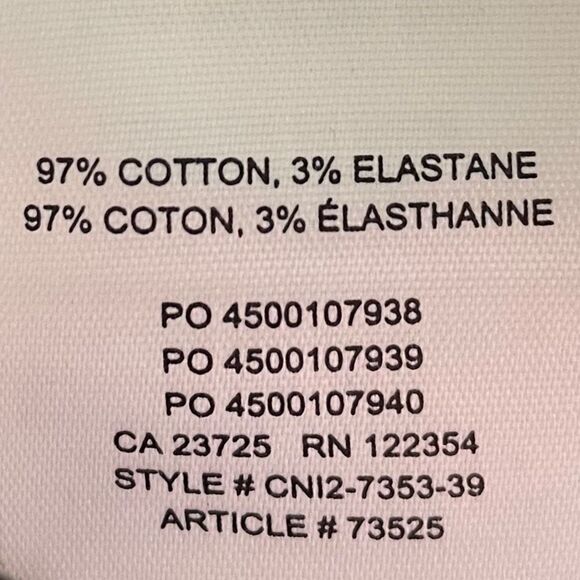 97% COTTON, 3% ELASTANE
97% COTON, 3% ÉLASTHANNE
PO 4500107938
PO 4500107939
PO 4500107940
CA 23725 RN 122354
STYLE # CNI2-7353-39
ARTICLE # 73525